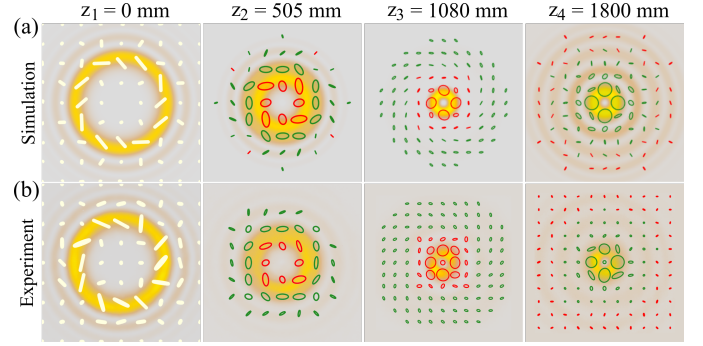 z₁ = 0 mm z₂ = 505 mm z₃ = 1080 mm z₄ = 1800 mm
(a)
Simulation
(b)
Experiment